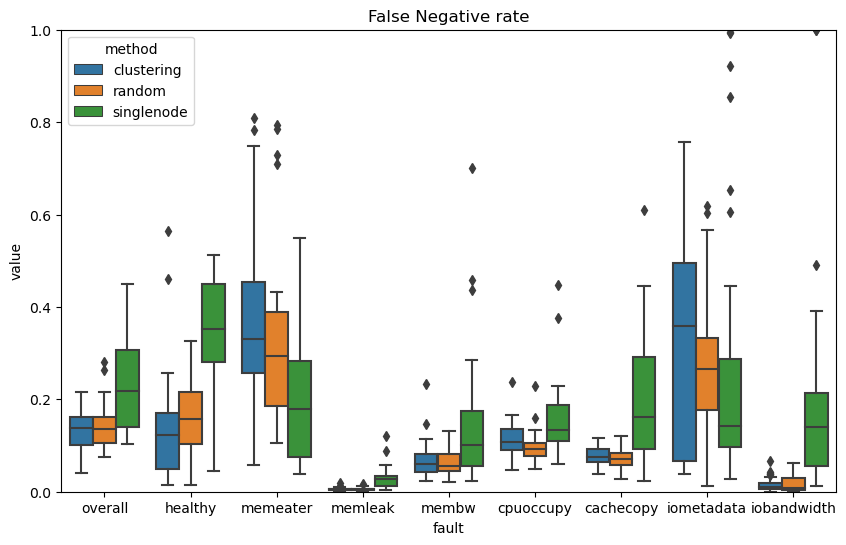 False Negative rate
method
clustering
random
singlenode
value
1.0
0.8
0.6
0.4
0.2
0.0
overall healthy memeater memleak membw cpuoccupy cachecopy iometadata iobandwidth
fault